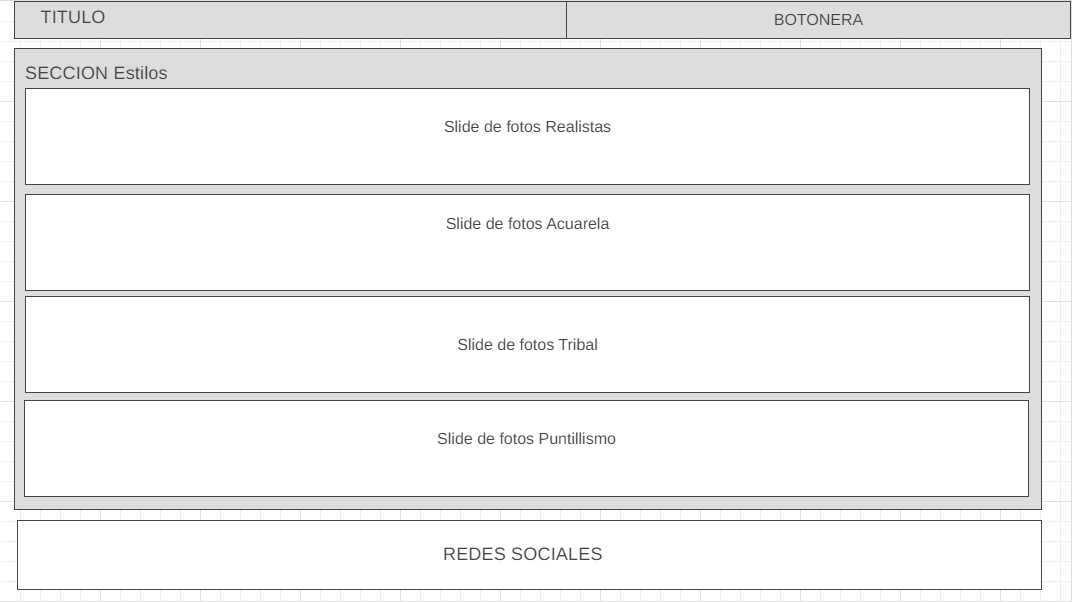 TITULO
BOTONERA
SECCION Estilos
Slide de fotos Realistas
Slide de fotos Acuarela
Slide de fotos Tribal
Slide de fotos Puntillismo
REDES SOCIALES